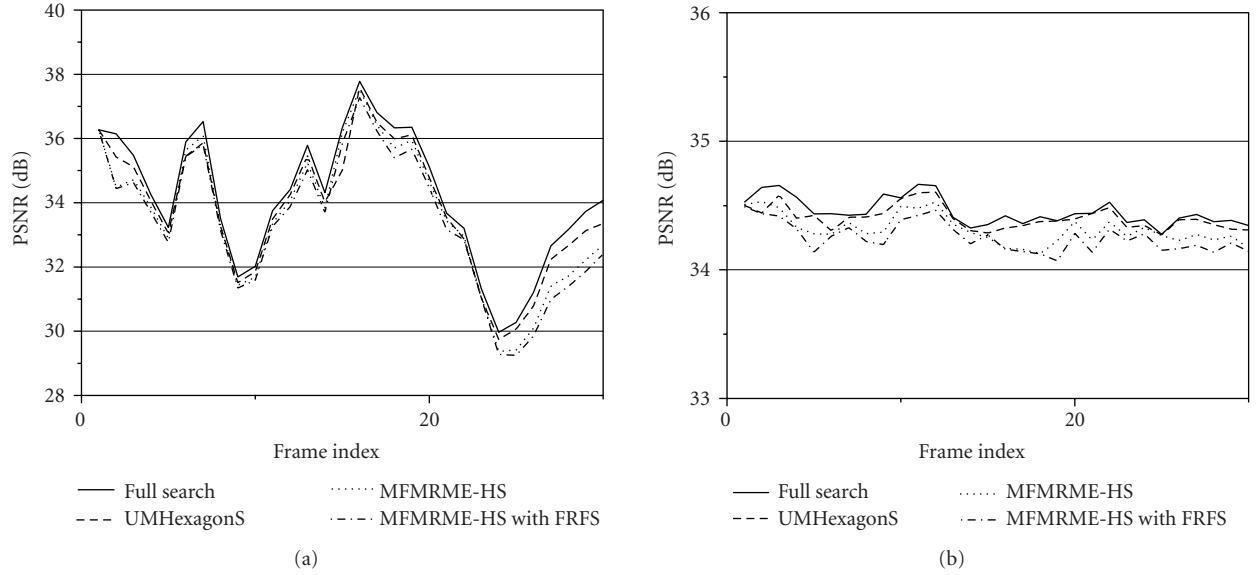 40
38
36
34
32
30
28
PSNR (dB)
0
20
Frame index
Full search
UMHexagonS
MFMRME-HS
MFMRME-HS with FRFS
(a)
36
35
34
33
PSNR (dB)
0
20
Frame index
Full search
UMHexagonS
MFMRME-HS
MFMRME-HS with FRFS
(b)